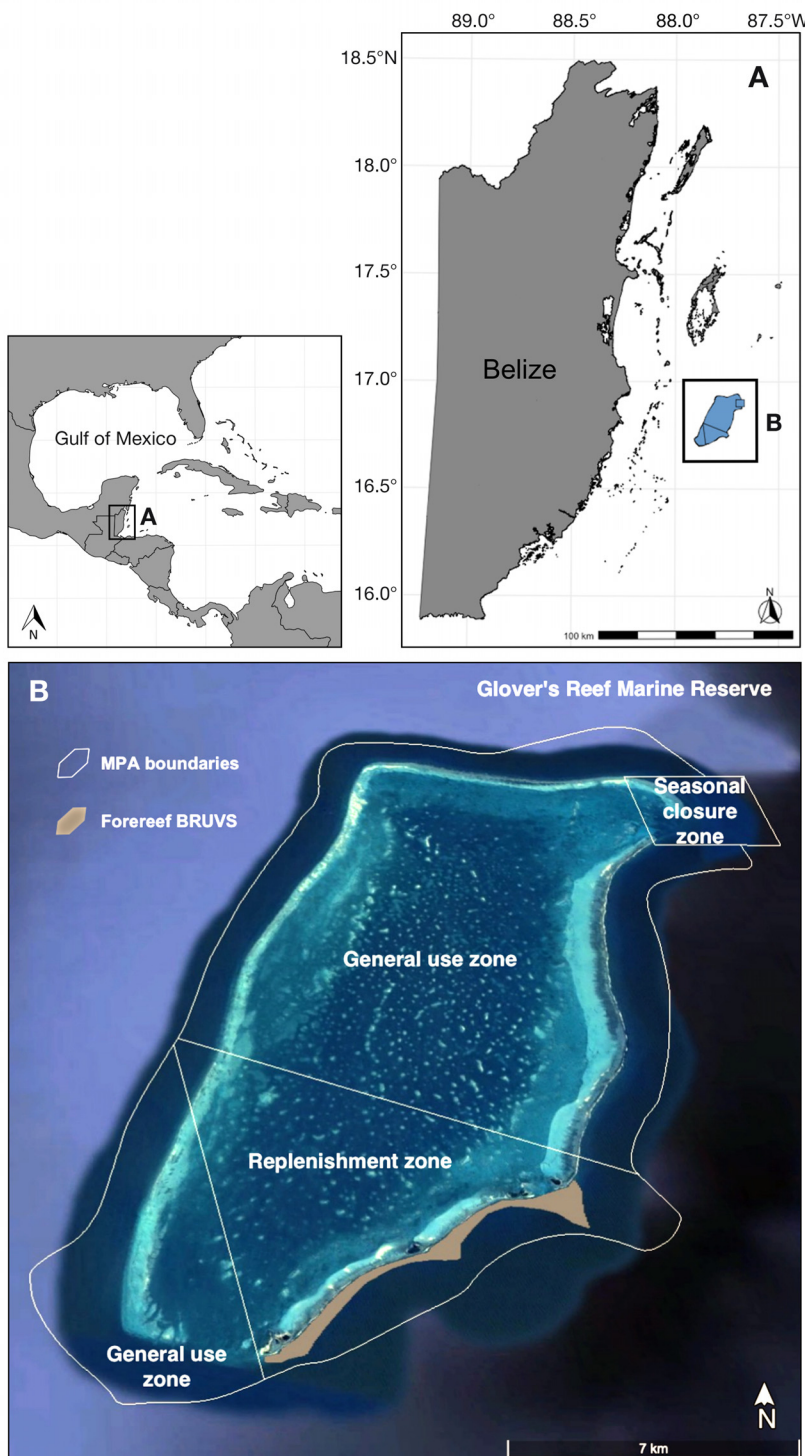 89.0° 88.5° 88.0° 87.5°W
18.5°N
A
18.0°
17.5°
17.0°
Belize
B
16.5°
16.0°
N
100 km
Gulf of Mexico
A
N
B
Glover's Reef Marine Reserve
MPA boundaries
Forereef BRUVS
Seasonal
closure
zone
General use zone
Replenishment zone
General use
zone
N
7 km